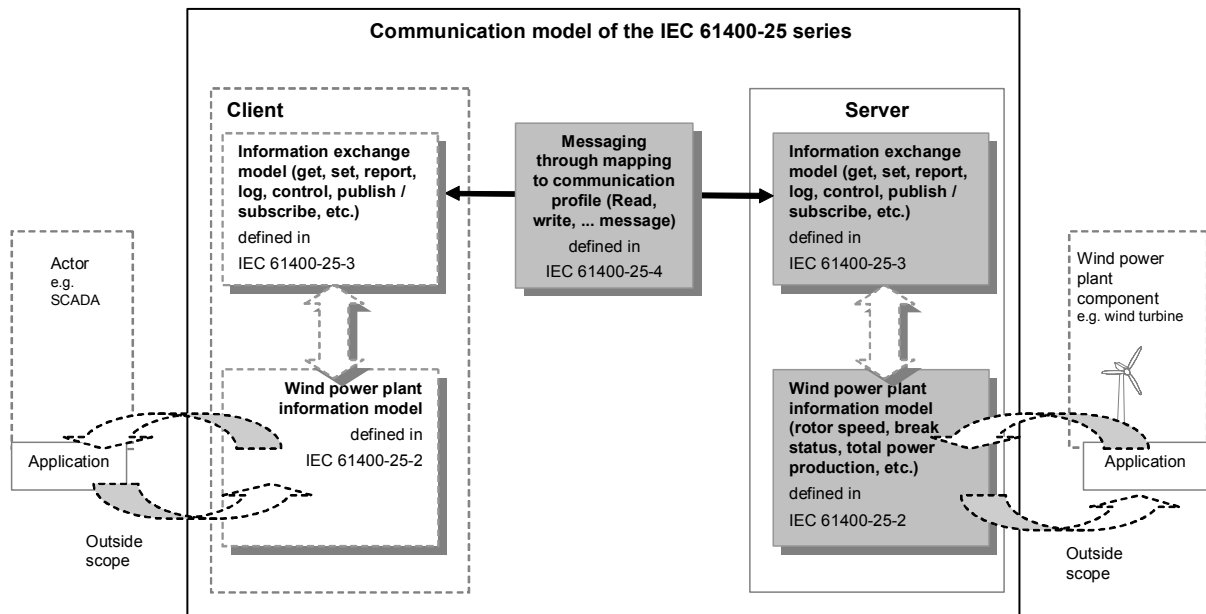 Communication model of the IEC 61400-25 series
Client
Information exchange
model (get, set, report,
log, control, publish /
subscribe, etc.)
defined in
IEC 61400-25-3
Wind power plant
information model
defined in
IEC 61400-25-2
Messaging
through mapping
to communication
profile (Read,
write, ... message)
defined in
IEC 61400-25-4
Server
Information exchange
model (get, set, report,
log, control, publish /
subscribe, etc.)
defined in
IEC 61400-25-3
Wind power plant
information model
(rotor speed, break
status, total power
production, etc.)
defined in
IEC 61400-25-2
Actor
e.g.
SCADA
Application
Outside
scope
Wind power
plant
component
e.g. wind turbine
Application
Outside
scope